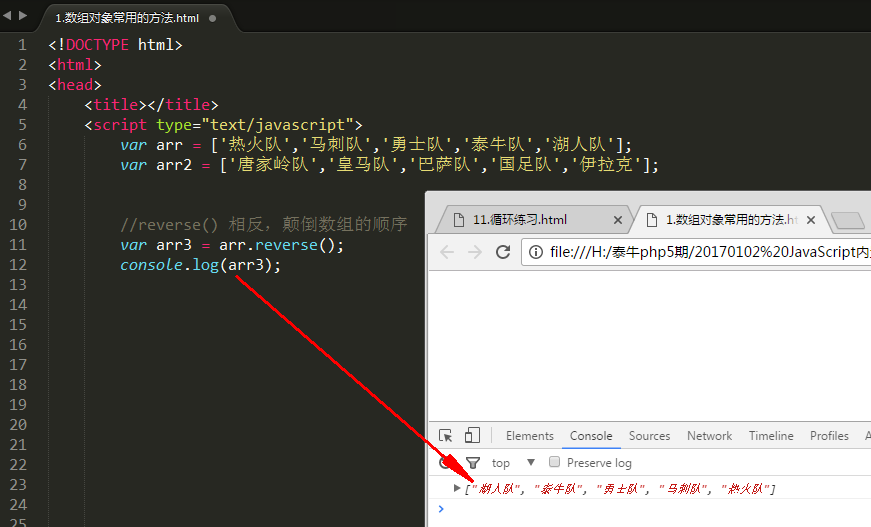 1.数组对象常用的方法.html
1 <!DOCTYPE html>
2 <html>
3 <head>
4 <title></title>
5 <script type="text/javascript">
6 var arr = ['热火队','马刺队','勇士队','泰牛队','湖人队'];
7 var arr2 = ['唐家岭队','皇马队','巴萨队','国足队','伊拉克'];
8
9
10 //reverse() 相反，颠倒数组的顺序
11 var arr3 = arr.reverse();
12 console.log(arr3);
13
14
15
16
17
18
19
20
21
22
23
24
25
11.循环练习.html
1.数组对象常用的方法.ht
file:///H:/泰牛php5期/20170102%20JavaScript内
Elements Console Sources Network Timeline Profiles A
top Preserve log
["湖人队", "泰牛队", "勇士队", "马刺队", "热火队"]